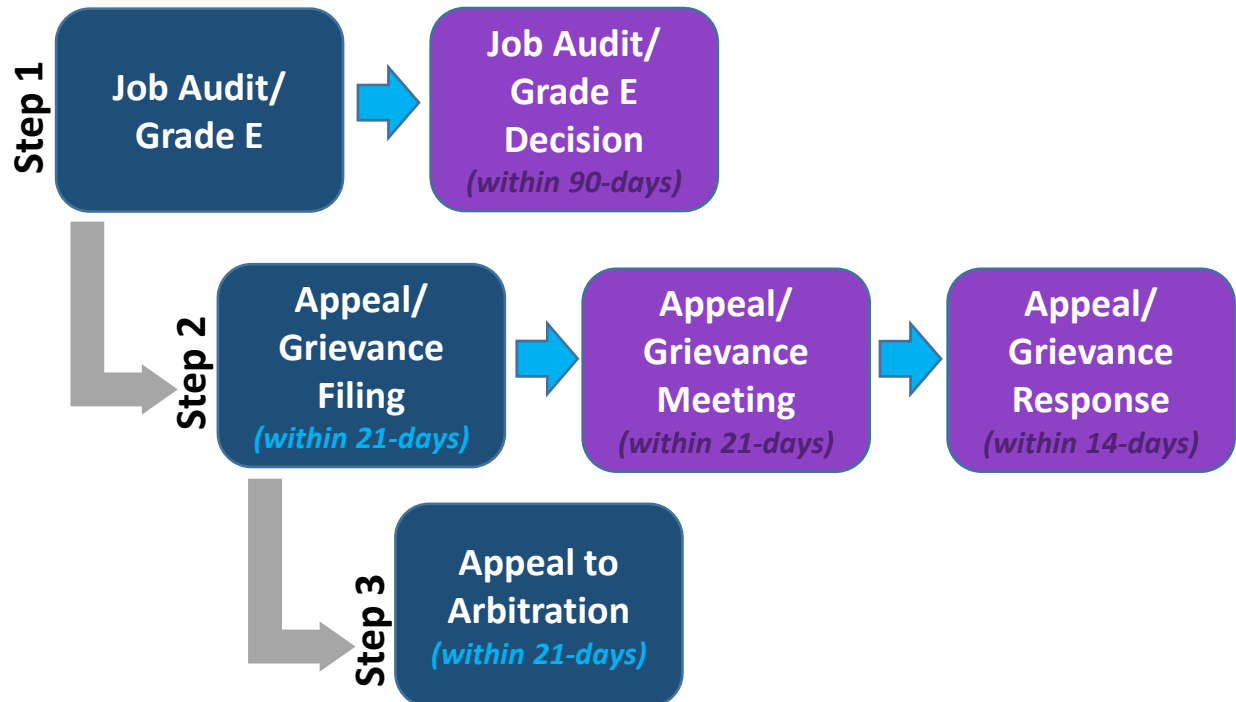 Step 1
Job Audit/
Grade E
Job Audit/
Grade E
Decision
(within 90-days)
Step 2
Appeal/
Grievance
Filing
(within 21-days)
Appeal/
Grievance
Meeting
(within 21-days)
Appeal/
Grievance
Response
(within 14-days)
Step 3
Appeal to
Arbitration
(within 21-days)